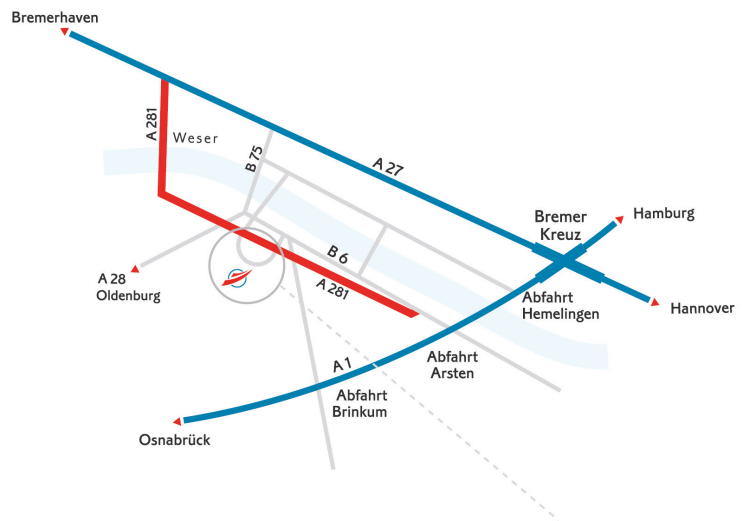 Bremerhaven
A 281
Weser
B 75
A 27
Bremer
Kreuz
Hamburg
B 6
A 28
Oldenburg
A 281
Abfahrt
Hemelingen
Hannover
Abfahrt
Arsten
A 1
Abfahrt
Brinkum
Osnabrück